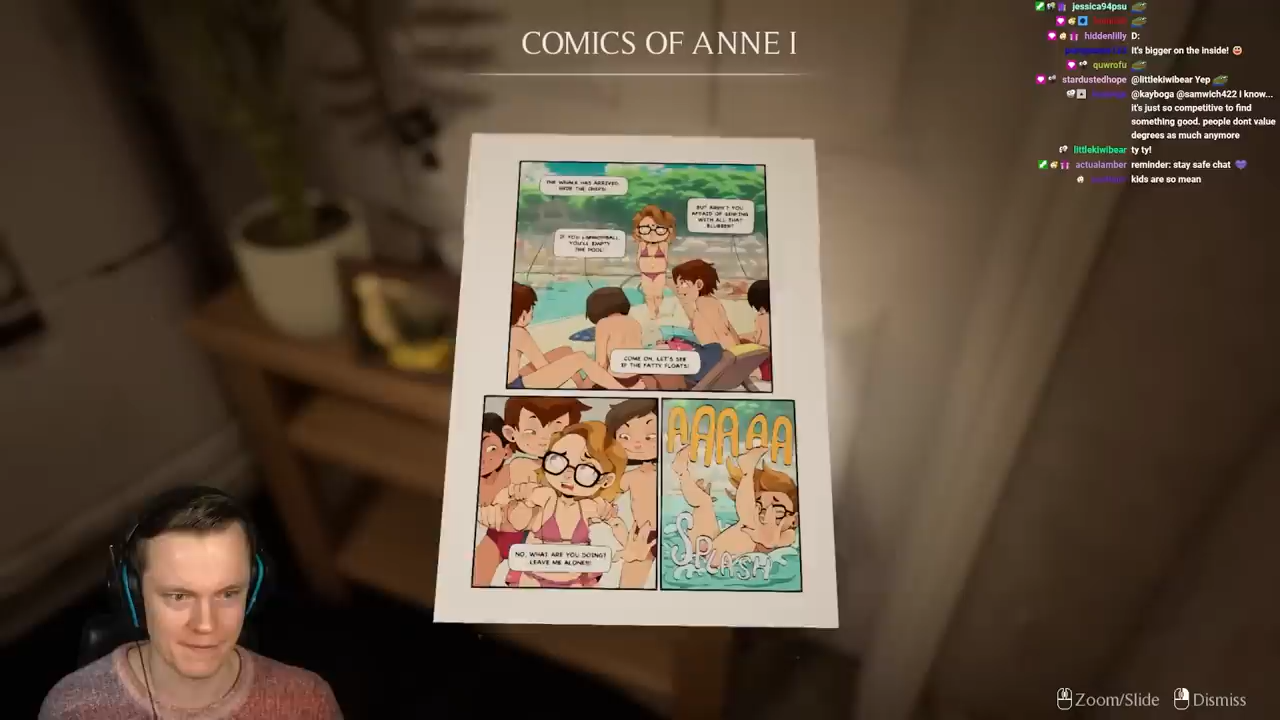 COMICS OF ANNE I
THE WHALE HAS ARRIVED,
HIDE THE CHIPS!
BUT AREN'T YOU
AFRAID OF SINKING
WITH ALL THAT
BLUBBER?
IF YOU CANNONBALL,
YOU'LL EMPTY
THE POOL!
COME ON, LET'S SEE
IF THE FATTY FLOATS!
NO, WHAT ARE YOU DOING?
LEAVE ME ALONE!!!
AAAAA
SPLASH
jessica94psu
hiddenlilly D:
It's bigger on the inside!
quwrofu
stardustedhope @littlekiwibear Yep
@kayboga @samwich422 i know...
it's just so competitive to find
something good. people dont value
degrees as much anymore
littlekiwibear ty ty!
actualamber reminder: stay safe chat
kids are so mean
Zoom/Slide Dismiss